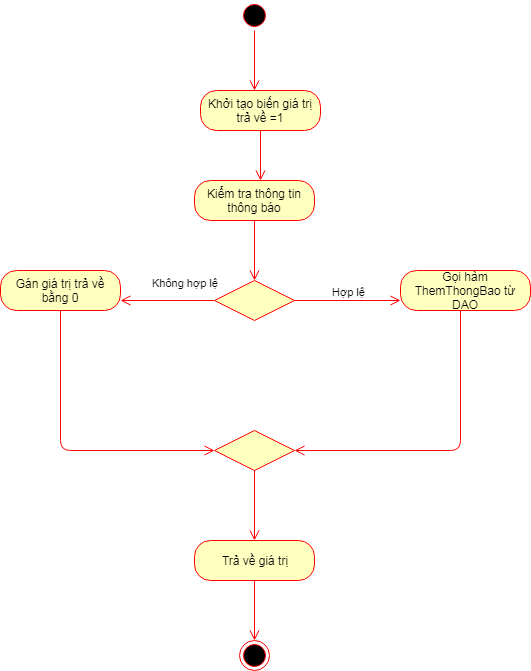 Khởi tạo biến giá trị
trả về =1
Kiểm tra thông tin
thông báo
Không hợp lệ
Hợp lệ
Gán giá trị trả về
bằng 0
Gọi hàm
ThemThongBao từ
DAO
Trả về giá trị